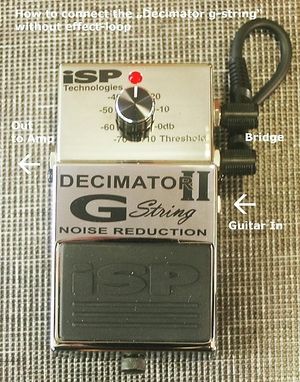 How to connect the „Decimator g-string"
without effect-loop
iSP
Technologies
-40 -20
-50 -10
-60 -0db
-70 +10 Threshold
Out
to Amp
Bridge
DECIMATOR II
G String
NOISE REDUCTION
Guitar In
iSP